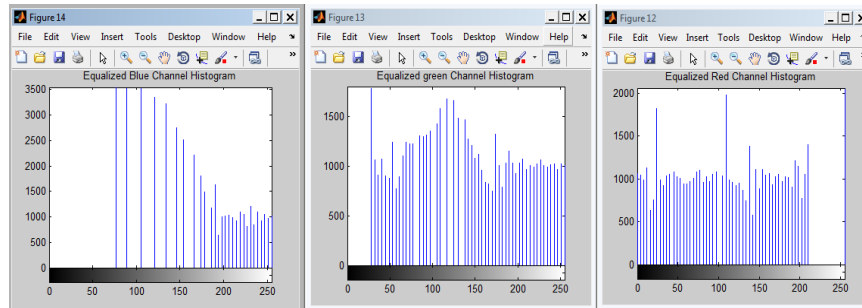 Figure 14
File Edit View Insert Tools Desktop Window Help
Equalized Blue Channel Histogram
3500
3000
2500
2000
1500
1000
500
0
0 50 100 150 200 250
Figure 13
File Edit View Insert Tools Desktop Window Help
Equalized green Channel Histogram
1500
1000
500
0
0 50 100 150 200 250
Figure 12
File Edit View Insert Tools Desktop Window Help
Equalized Red Channel Histogram
2000
1500
1000
500
0
0 50 100 150 200 250